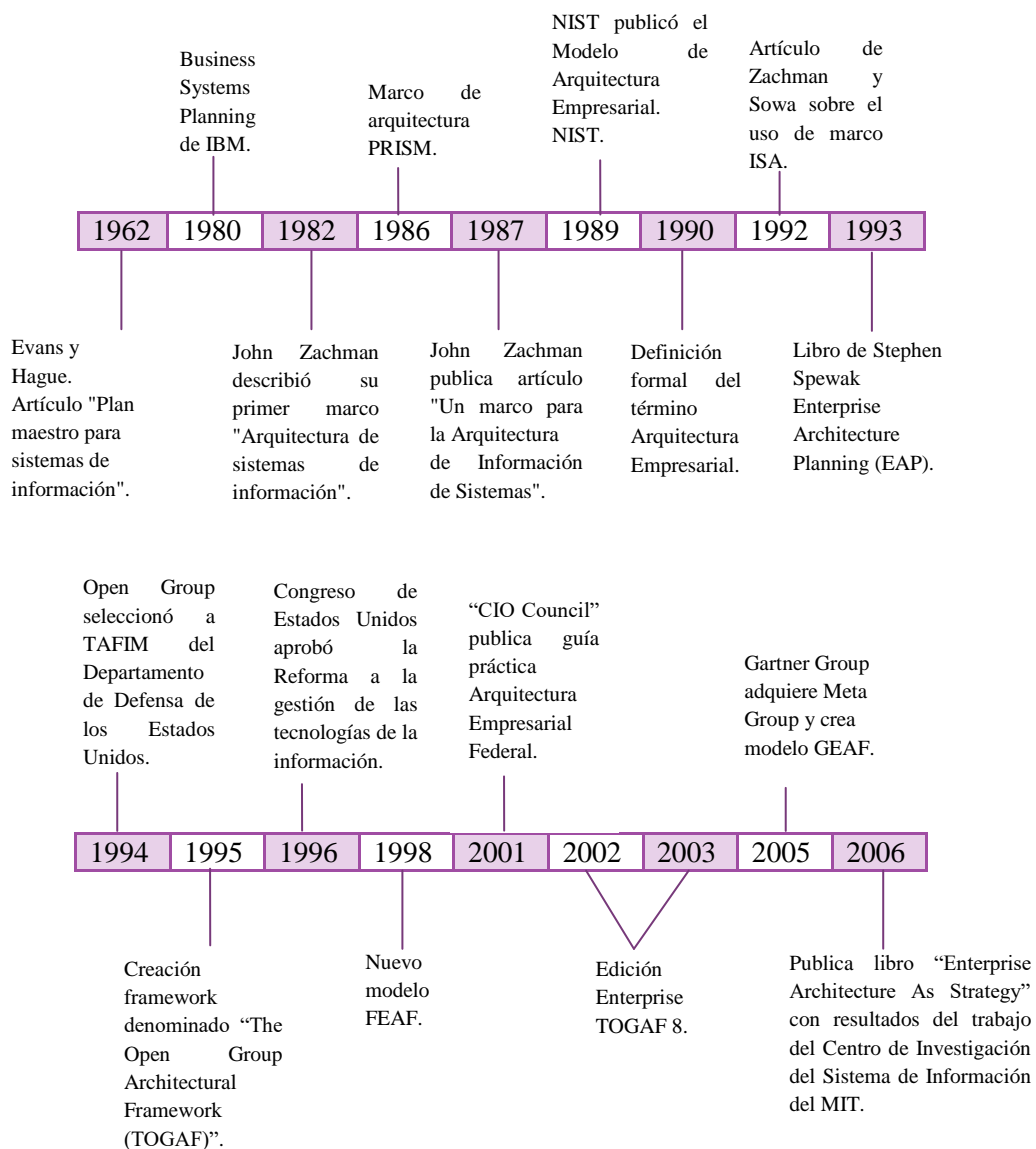 NIST publicó el
Modelo de
Arquitectura
Empresarial.
NIST.
Business
Systems
Planning
de IBM.
Marco de
arquitectura
PRISM.
Artículo de
Zachman y
Sowa sobre el
uso de marco
ISA.
1962 1980 1982 1986 1987 1989 1990 1992 1993
Evans y
Hague.
Artículo "Plan
maestro para
sistemas de
información".
John Zachman
describió su
primer marco
"Arquitectura de
sistemas de
información".
John Zachman
publica artículo
"Un marco para
la Arquitectura
de Información
de Sistemas".
Definición
formal del
término
Arquitectura
Empresarial.
Libro de Stephen
Spewak
Enterprise
Architecture
Planning (EAP).
Open Group
seleccionó a
TAFIM del
Departamento
de Defensa de
los Estados
Unidos.
Congreso de
Estados Unidos
aprobó la
Reforma a la
gestión de las
tecnologías de la
información.
“CIO Council”
publica guía
práctica
Arquitectura
Empresarial
Federal.
Gartner Group
adquiere Meta
Group y crea
modelo GEAF.
1994 1995 1996 1998 2001 2002 2003 2005 2006
Creación
framework
denominado “The
Open Group
Architectural
Framework
(TOGAF)”.
Nuevo
modelo
FEAF.
Edición
Enterprise
TOGAF 8.
Publica libro “Enterprise
Architecture As Strategy”
con resultados del trabajo
del Centro de Investigación
del Sistema de Información
del MIT.